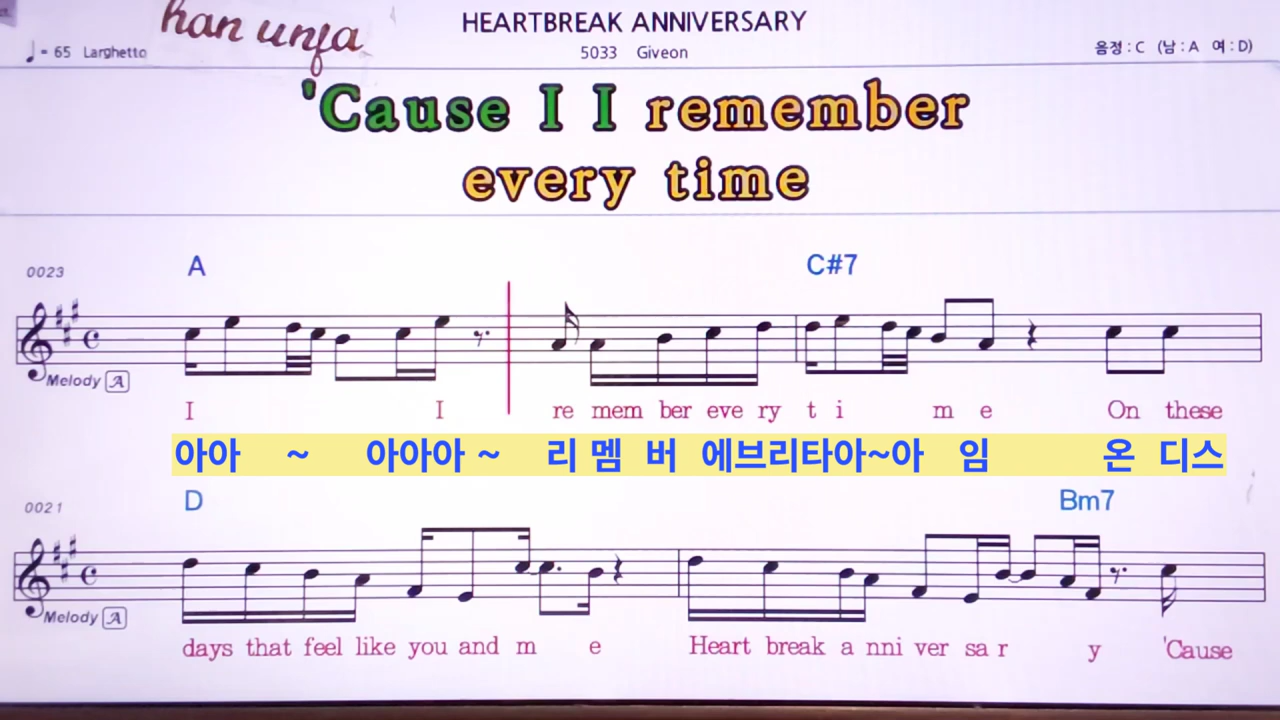 han unja
HEARTBREAK ANNIVERSARY
♩ = 65 Larghetto
5033 Giveon
음정 : C (남 : A 여 : D)
'Cause I I remember
every time
0023
A C#7
Melody A
I I re mem ber eve ry t i m e On these
아아 ~ 아아아 ~ 리 멤 버 에브리타아~아 임 온 디스
0021
D Bm7
Melody A
days that feel like you and m e Heart break a nni ver sa r y 'Cause